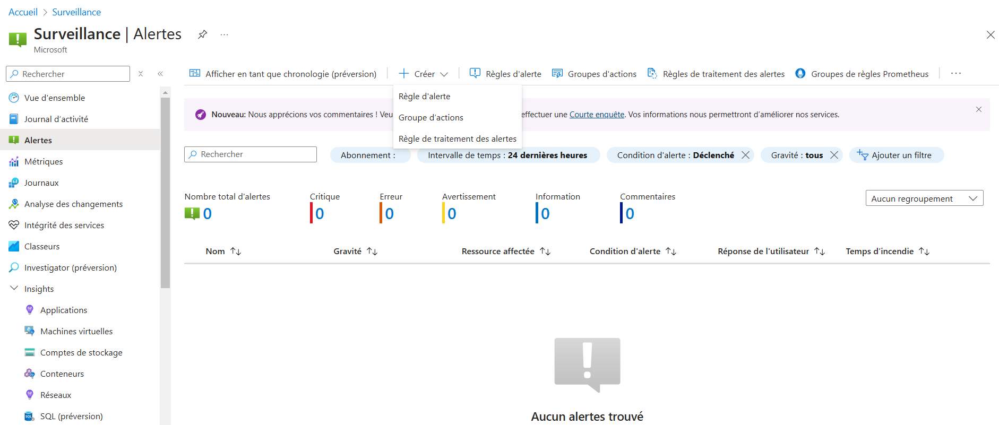 Accueil > Surveillance
Surveillance | Alertes
Microsoft
Rechercher
Afficher en tant que chronologie (préversion)
Créer
Règles d'alerte
Groupes d'actions
Règles de traitement des alertes
Groupes de règles Prometheus
Vue d'ensemble
Journal d'activité
Alertes
Métriques
Journaux
Analyse des changements
Intégrité des services
Classeurs
Investigator (préversion)
Insights
Applications
Machines virtuelles
Comptes de stockage
Conteneurs
Réseaux
SQL (préversion)
Règle d'alerte
Groupe d'actions
Règle de traitement des alertes
Nouveau: Nous apprécions vos commentaires ! Veu effectuer une Courte enquête. Vos informations nous permettront d'améliorer nos services.
Rechercher
Abonnement :
Intervalle de temps : 24 dernières heures
Condition d'alerte : Déclenché
Gravité : tous
Ajouter un filtre
Nombre total d'alertes
0
Critique
0
Erreur
0
Avertissement
0
Information
0
Commentaires
0
Aucun regroupement
Nom
Gravité
Ressource affectée
Condition d'alerte
Réponse de l'utilisateur
Temps d'incendie
Aucun alertes trouvé